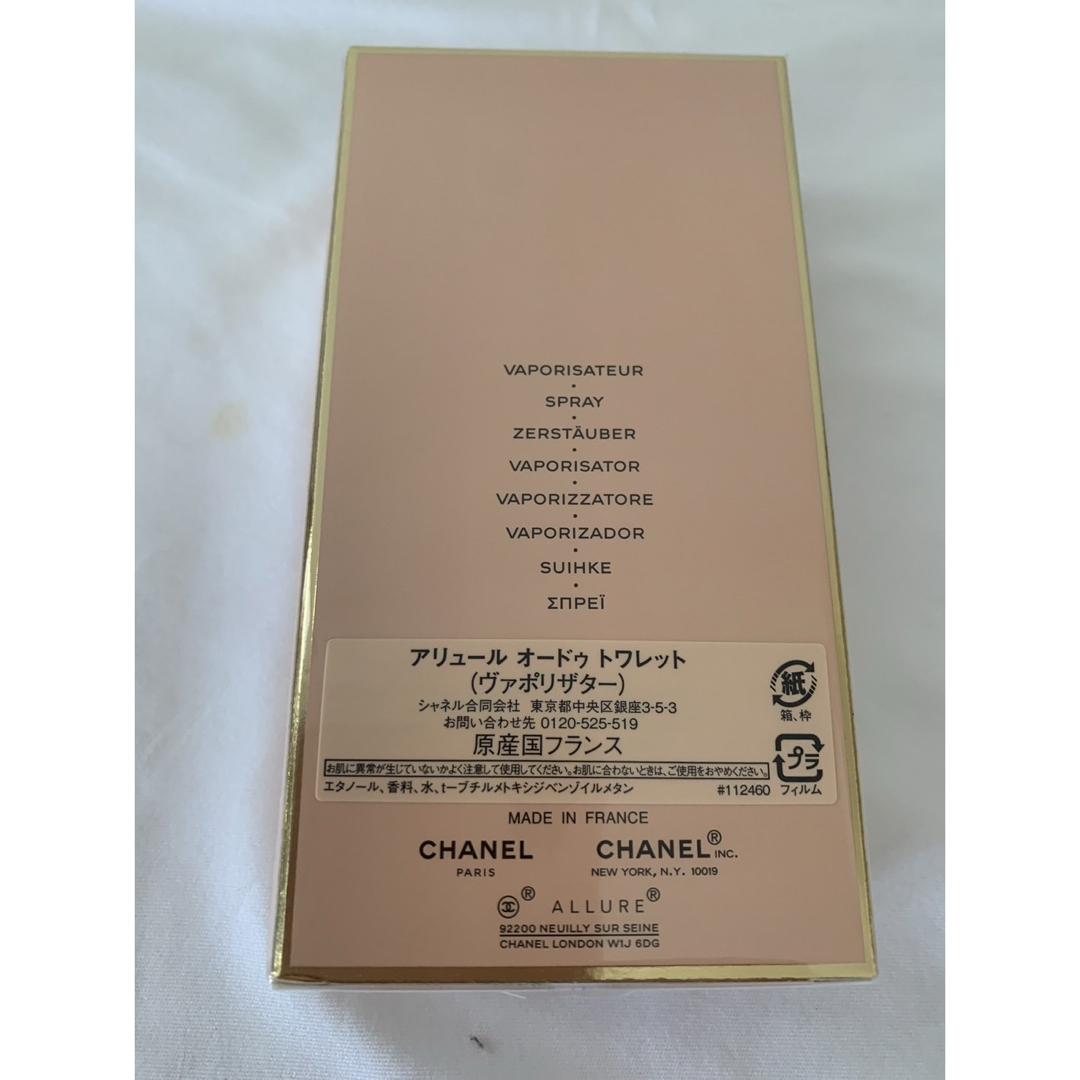 VAPORISATEUR
SPRAY
ZERSTÄUBER
VAPORISATOR
VAPORIZZATORE
VAPORIZADOR
SUIHKE
ΣΠΡΕΪ
アリュール オードゥ トワレット
(ヴァポリザター)
シャネル合同会社 東京都中央区銀座3-5-3
お問い合わせ先 0120-525-519
原産国フランス
お肌に異常が生じていないかよく注意して使用してください。お肌に合わないときは、ご使用をおやめください。
エタノール、香料、水、t-ブチルメトキシジベンゾイルメタン #112460
紙
箱、枠
プラ
フィルム
MADE IN FRANCE
CHANEL
PARIS
CHANEL® INC.
NEW YORK, N.Y. 10019
® ALLURE®
92200 NEUILLY SUR SEINE
CHANEL LONDON W1J 6DG